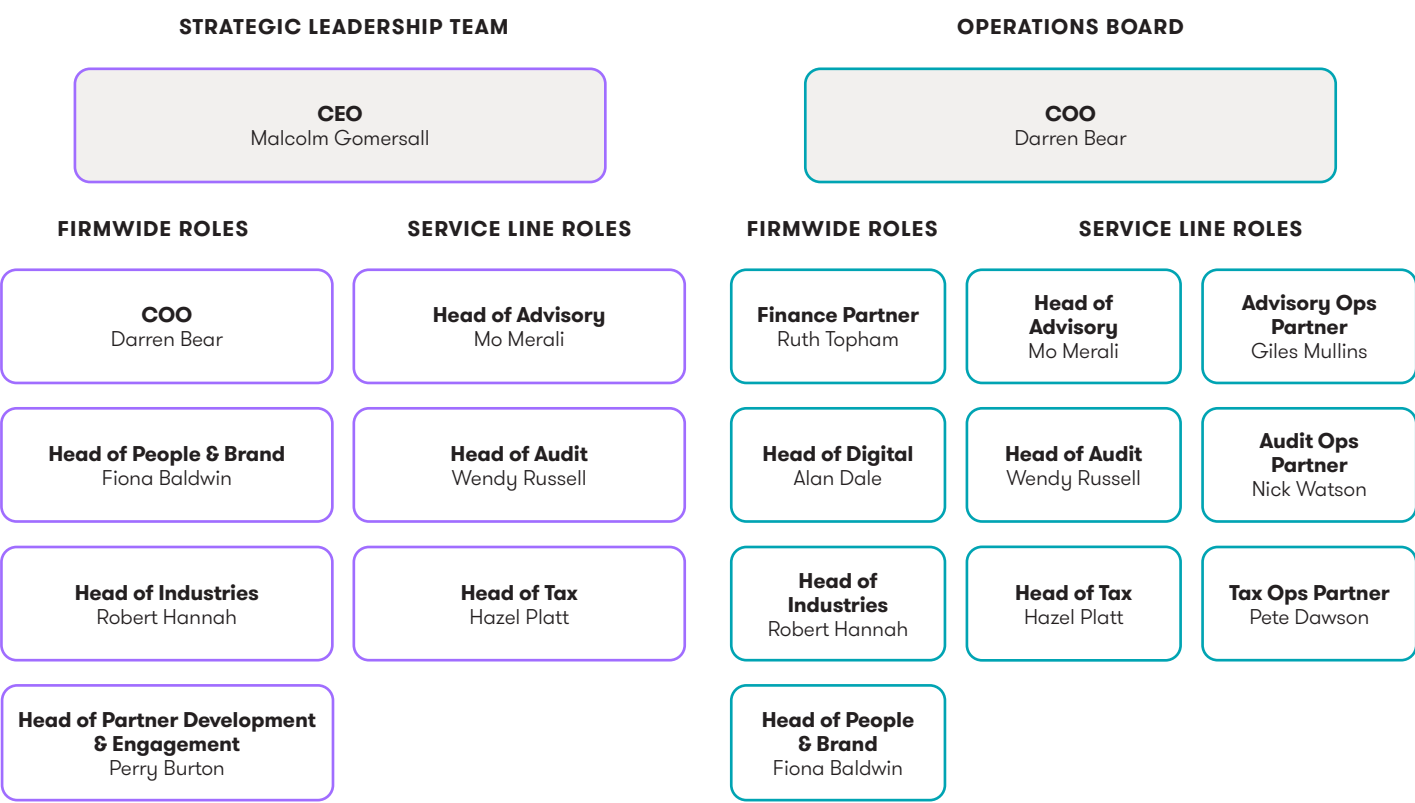 STRATEGIC LEADERSHIP TEAM
CEO
Malcolm Gomersall
FIRMWIDE ROLES
SERVICE LINE ROLES
COO
Darren Bear
Head of Advisory
Mo Merali
Head of People & Brand
Fiona Baldwin
Head of Audit
Wendy Russell
Head of Industries
Robert Hannah
Head of Tax
Hazel Platt
Head of Partner Development
& Engagement
Perry Burton
OPERATIONS BOARD
COO
Darren Bear
FIRMWIDE ROLES
SERVICE LINE ROLES
Finance Partner
Ruth Topham
Head of
Advisory
Mo Merali
Advisory Ops
Partner
Giles Mullins
Head of Digital
Alan Dale
Head of Audit
Wendy Russell
Audit Ops
Partner
Nick Watson
Head of
Industries
Robert Hannah
Head of Tax
Hazel Platt
Tax Ops Partner
Pete Dawson
Head of People
& Brand
Fiona Baldwin